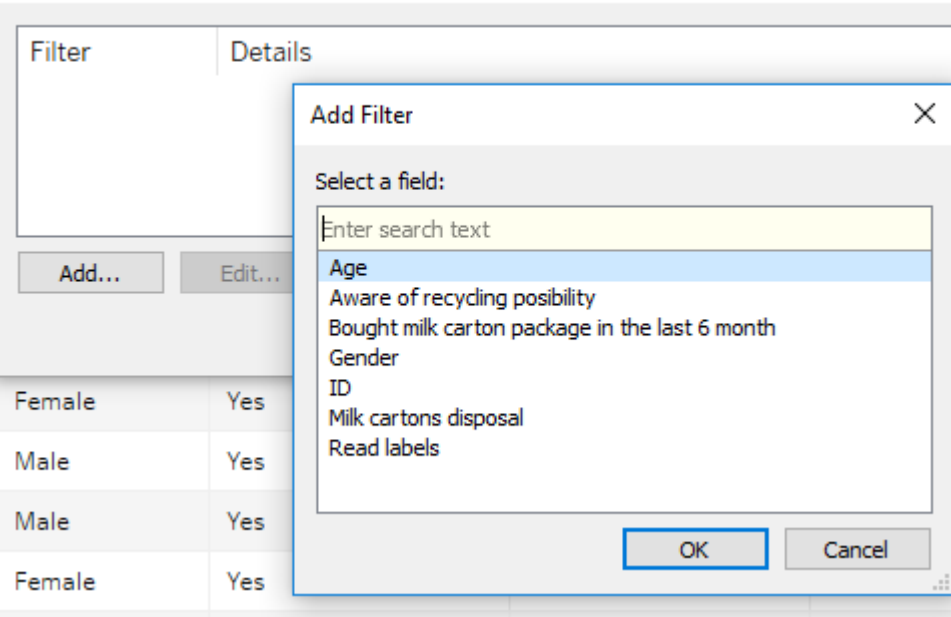 Filter Details
Add Filter
Select a field:
Enter search text
Age
Aware of recycling posibility
Bought milk carton package in the last 6 month
Gender
ID
Milk cartons disposal
Read labels
Add... Edit...
OK Cancel
Female Yes
Male Yes
Male Yes
Female Yes